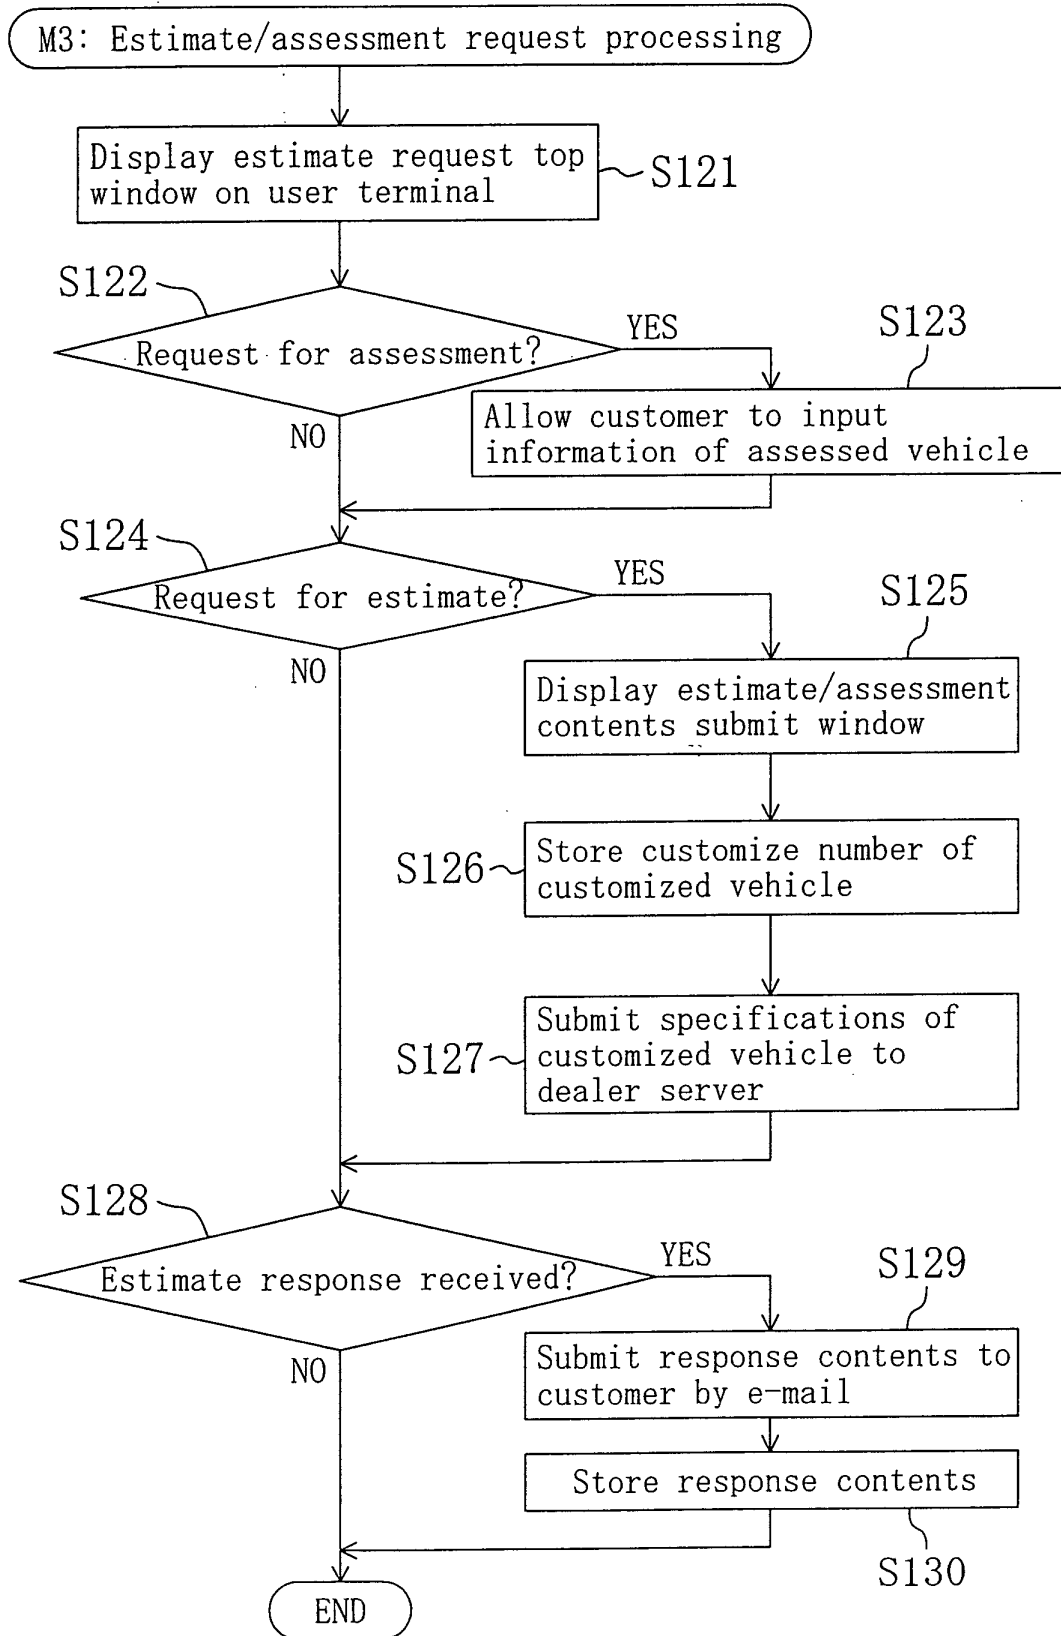 M3: Estimate/assessment request processing
Display estimate request top
window on user terminal
S121
S122
Request for assessment?
YES
NO
S123
Allow customer to input
information of assessed vehicle
S124
Request for estimate?
YES
NO
S125
Display estimate/assessment
contents submit window
S126
Store customize number of
customized vehicle
S127
Submit specifications of
customized vehicle to
dealer server
S128
Estimate response received?
YES
NO
S129
Submit response contents to
customer by e-mail
Store response contents
S130
END